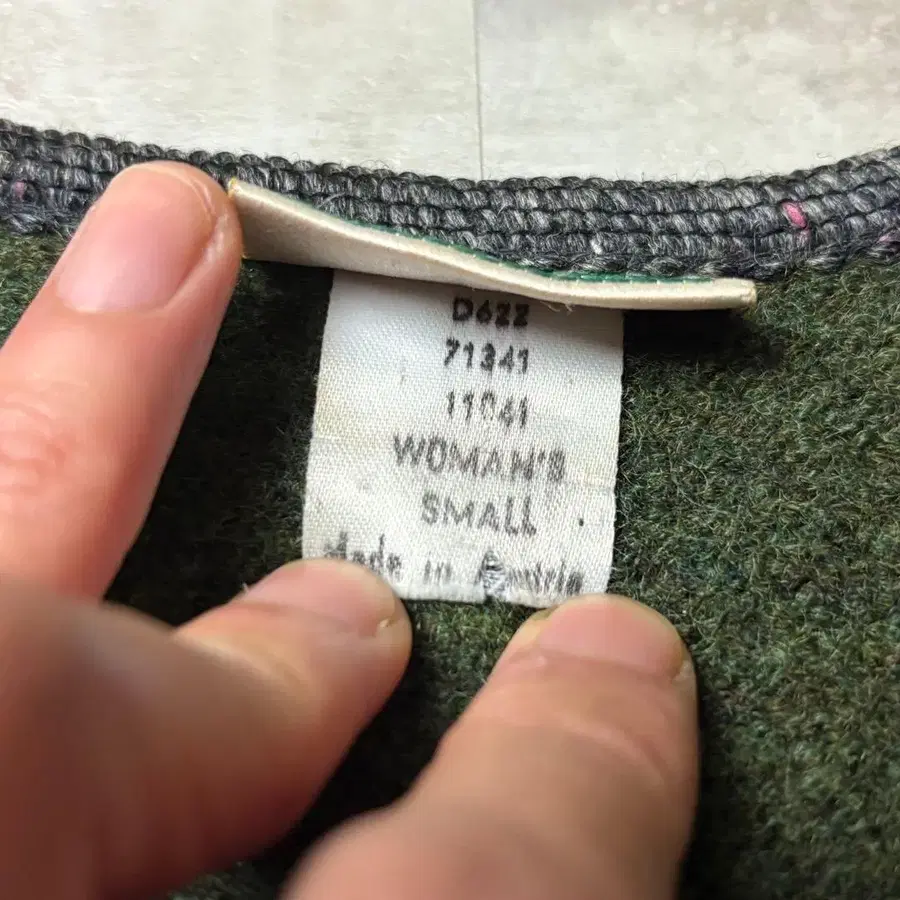 D622
71341
11041
WOMAN'S
SMALL
Made in Austria